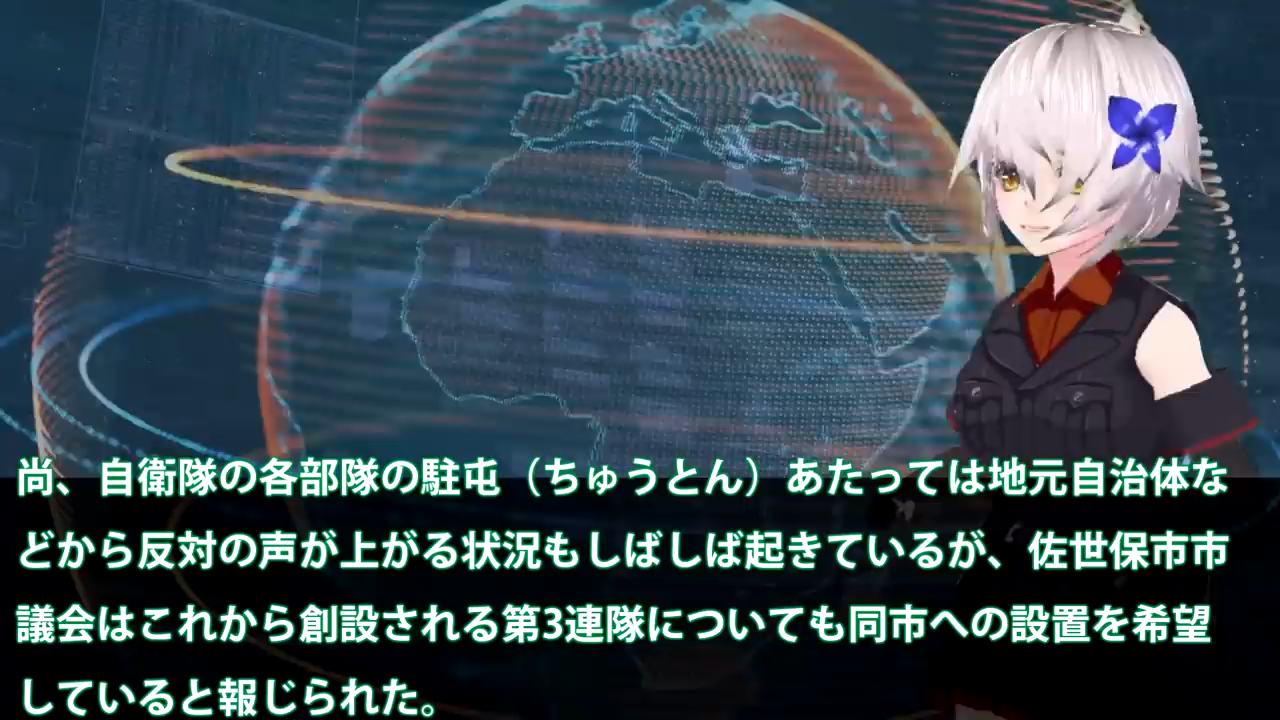 尚、自衛隊の各部隊の駐屯（ちゅうとん）あたっては地元自治体な
どから反対の声が上がる状況もしばしば起きているが、佐世保市市
議会はこれから創設される第3連隊についても同市への設置を希望
していると報じられた。